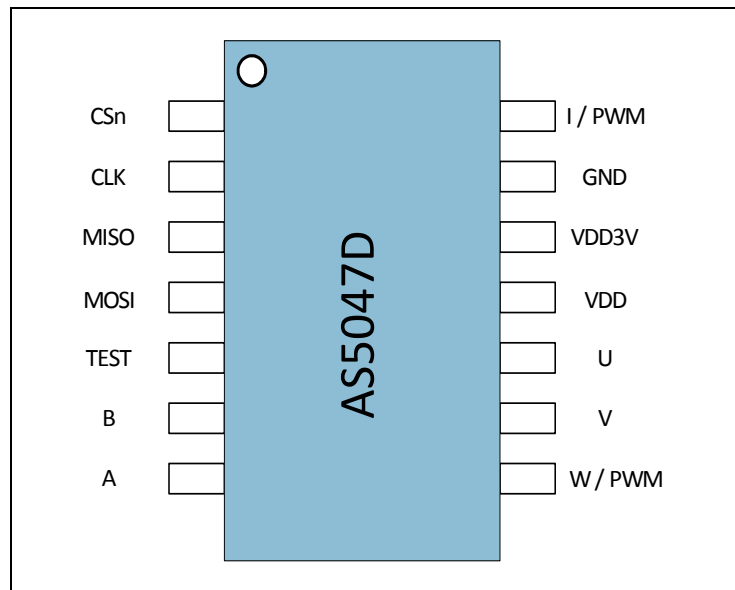 CSn
CLK
MISO
MOSI
TEST
B
A
AS5047D
I / PWM
GND
VDD3V
VDD
U
V
W / PWM